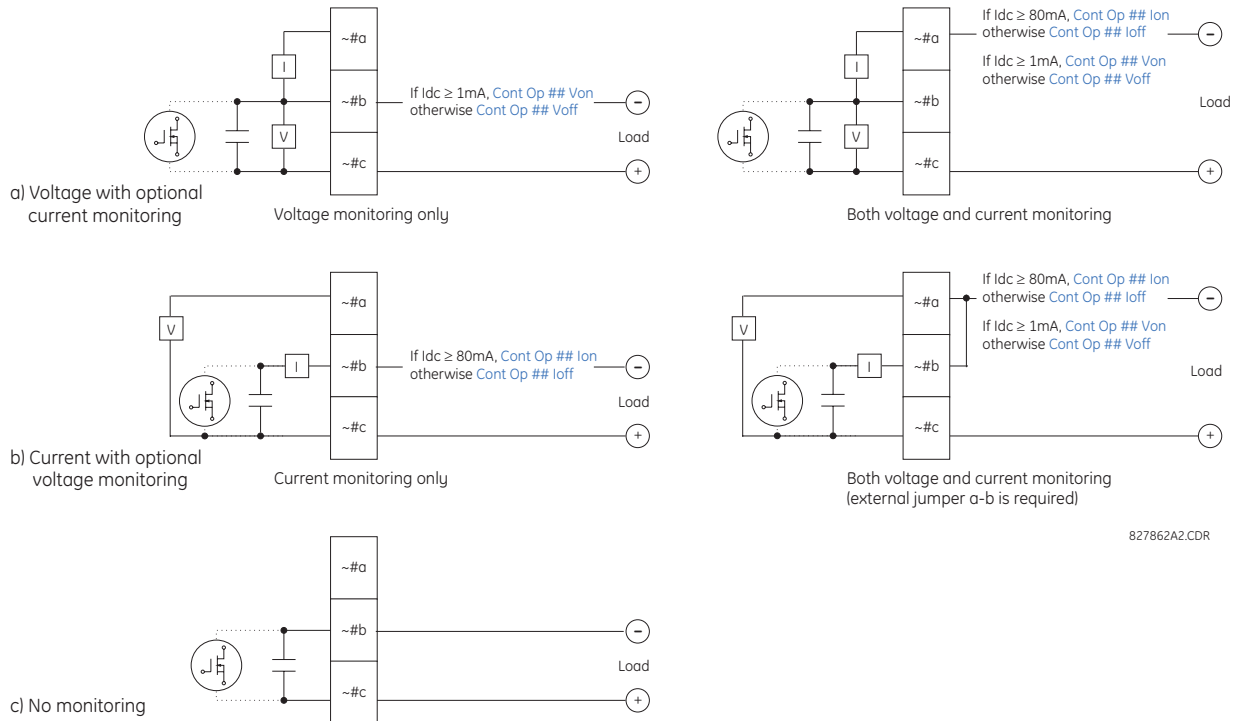 ~#a
I
~#b
V
~#c
If Idc ≥ 1mA, Cont Op ## Von
otherwise Cont Op ## Voff
−
Load
+
a) Voltage with optional
current monitoring
Voltage monitoring only
~#a
I
~#b
V
~#c
If Idc ≥ 80mA, Cont Op ## Ion
otherwise Cont Op ## Ioff
−
If Idc ≥ 1mA, Cont Op ## Von
otherwise Cont Op ## Voff
Load
+
Both voltage and current monitoring
~#a
V
I
~#b
~#c
If Idc ≥ 80mA, Cont Op ## Ion
otherwise Cont Op ## Ioff
−
Load
+
b) Current with optional
voltage monitoring
Current monitoring only
~#a
V
I
~#b
~#c
If Idc ≥ 80mA, Cont Op ## Ion
otherwise Cont Op ## Ioff
−
If Idc ≥ 1mA, Cont Op ## Von
otherwise Cont Op ## Voff
Load
+
Both voltage and current monitoring
(external jumper a-b is required)
827862A2.CDR
~#a
~#b
~#c
−
Load
+
c) No monitoring